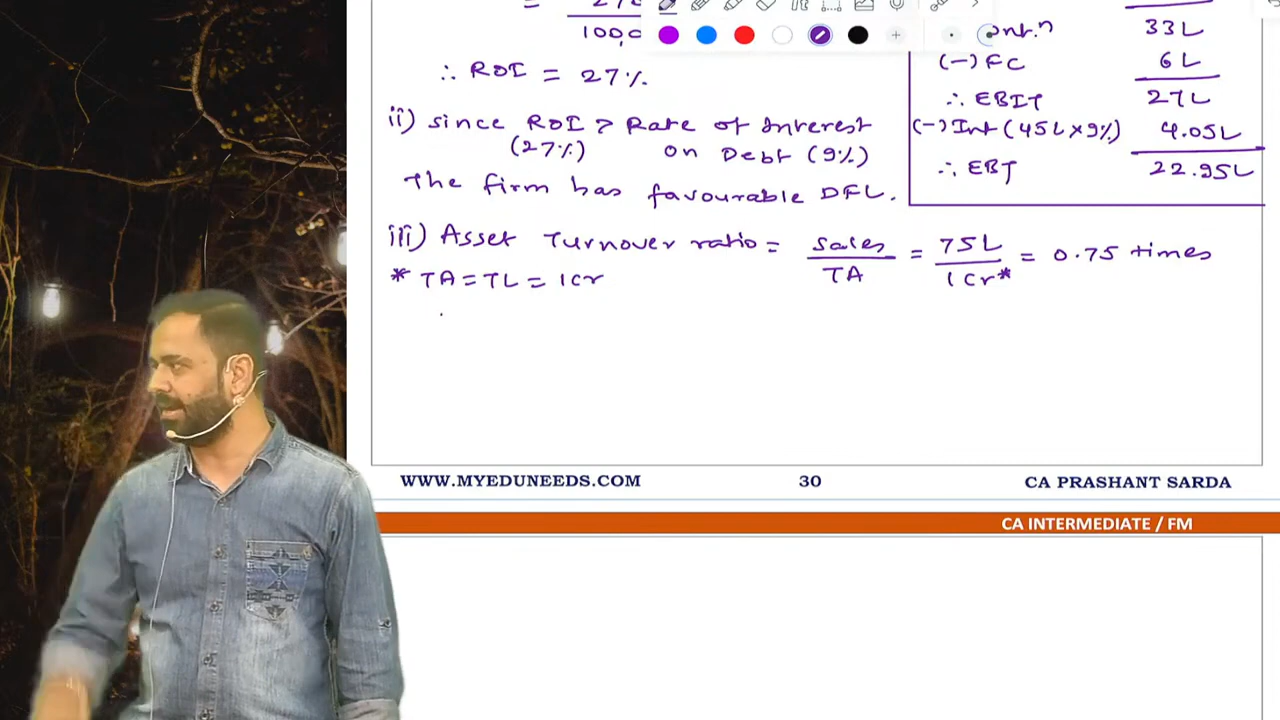 =
100,0
∴ ROI = 27%
ii) since ROI > Rate of Interest
(27%) on Debt (9%)
The firm has favourable DFL.
33L
(-) FC 6L
∴ EBIT 27L
(-) Int (45L x 9%) 4.05L
∴ EBT 22.95L
iii) Asset Turnover ratio = Sales / TA = 75L / 1Cr* = 0.75 times
* TA = TL = 1Cr
WWW.MYEDUNEEDS.COM 30 CA PRASHANT SARDA
CA INTERMEDIATE / FM